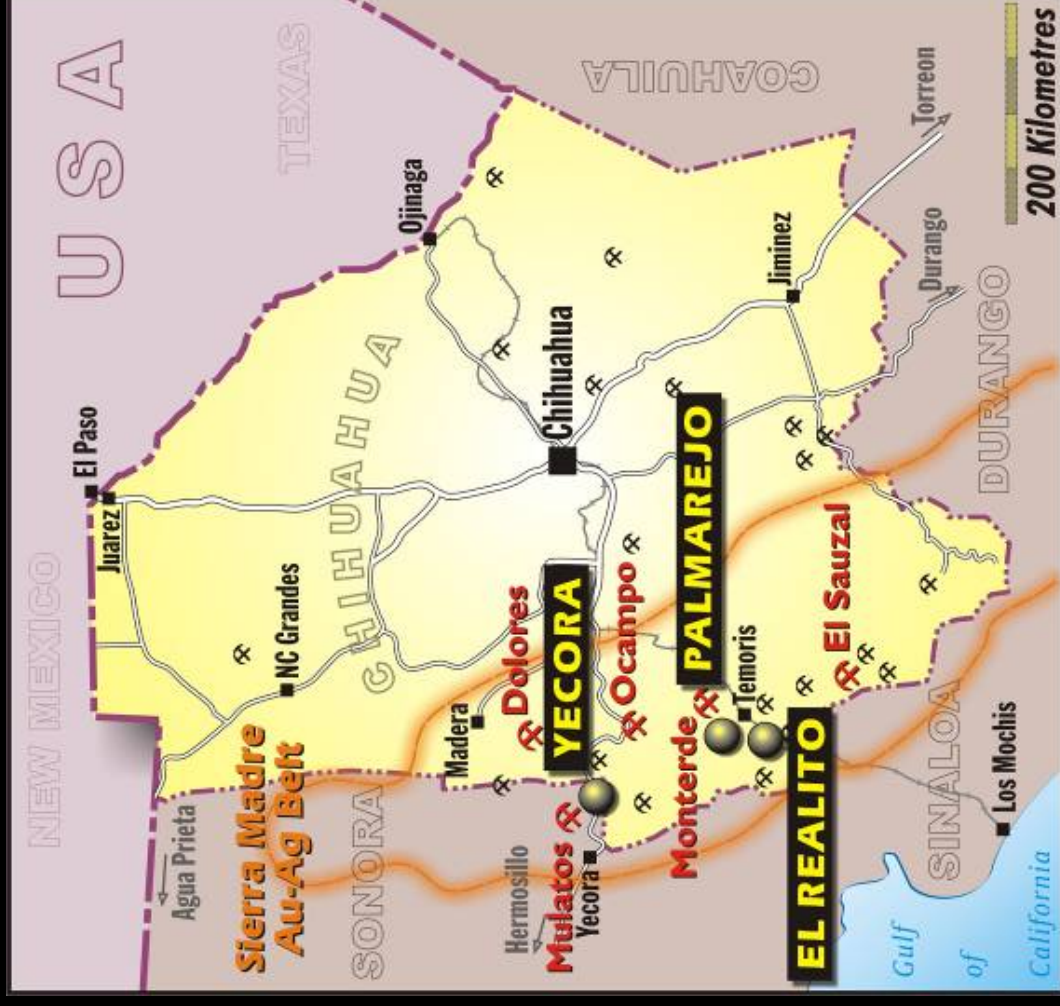 USA
NEW MEXICO
TEXAS
COAHUILA
El Paso
Juarez
Ojinaga
CHIHUAHUA
NC Grandes
Agua Prieta
Sierra Madre
Au-Ag Belt
SONORA
Madera
Dolores
Chihuahua
YECORA
Hermosillo
Mulatos
Yecora
Ocampo
Monterde
PALMAREJO
Temoris
Jiminez
El Sauzal
EL REALITO
Torreon
Durango
DURANGO
SINALOA
Los Mochis
Gulf
of
California
200 Kilometres